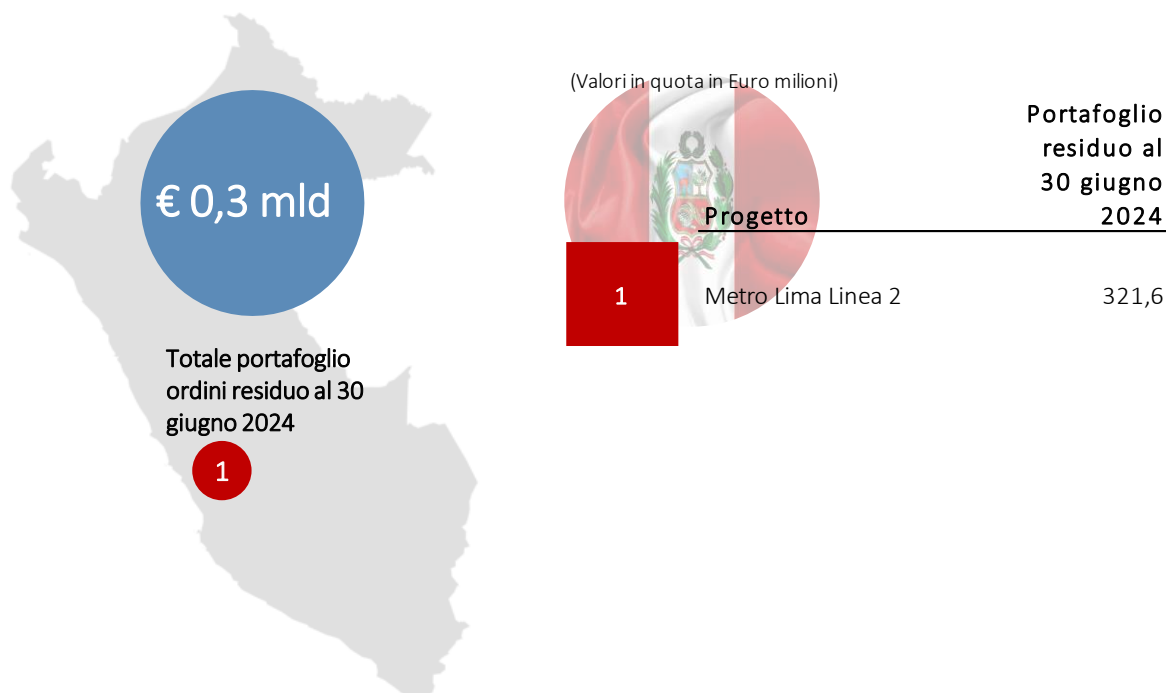 € 0,3 mld
Totale portafoglio
ordini residuo al 30
giugno 2024
1
(Valori in quota in Euro milioni)
Portafoglio
residuo al
30 giugno
Progetto 2024
1 Metro Lima Linea 2 321,6